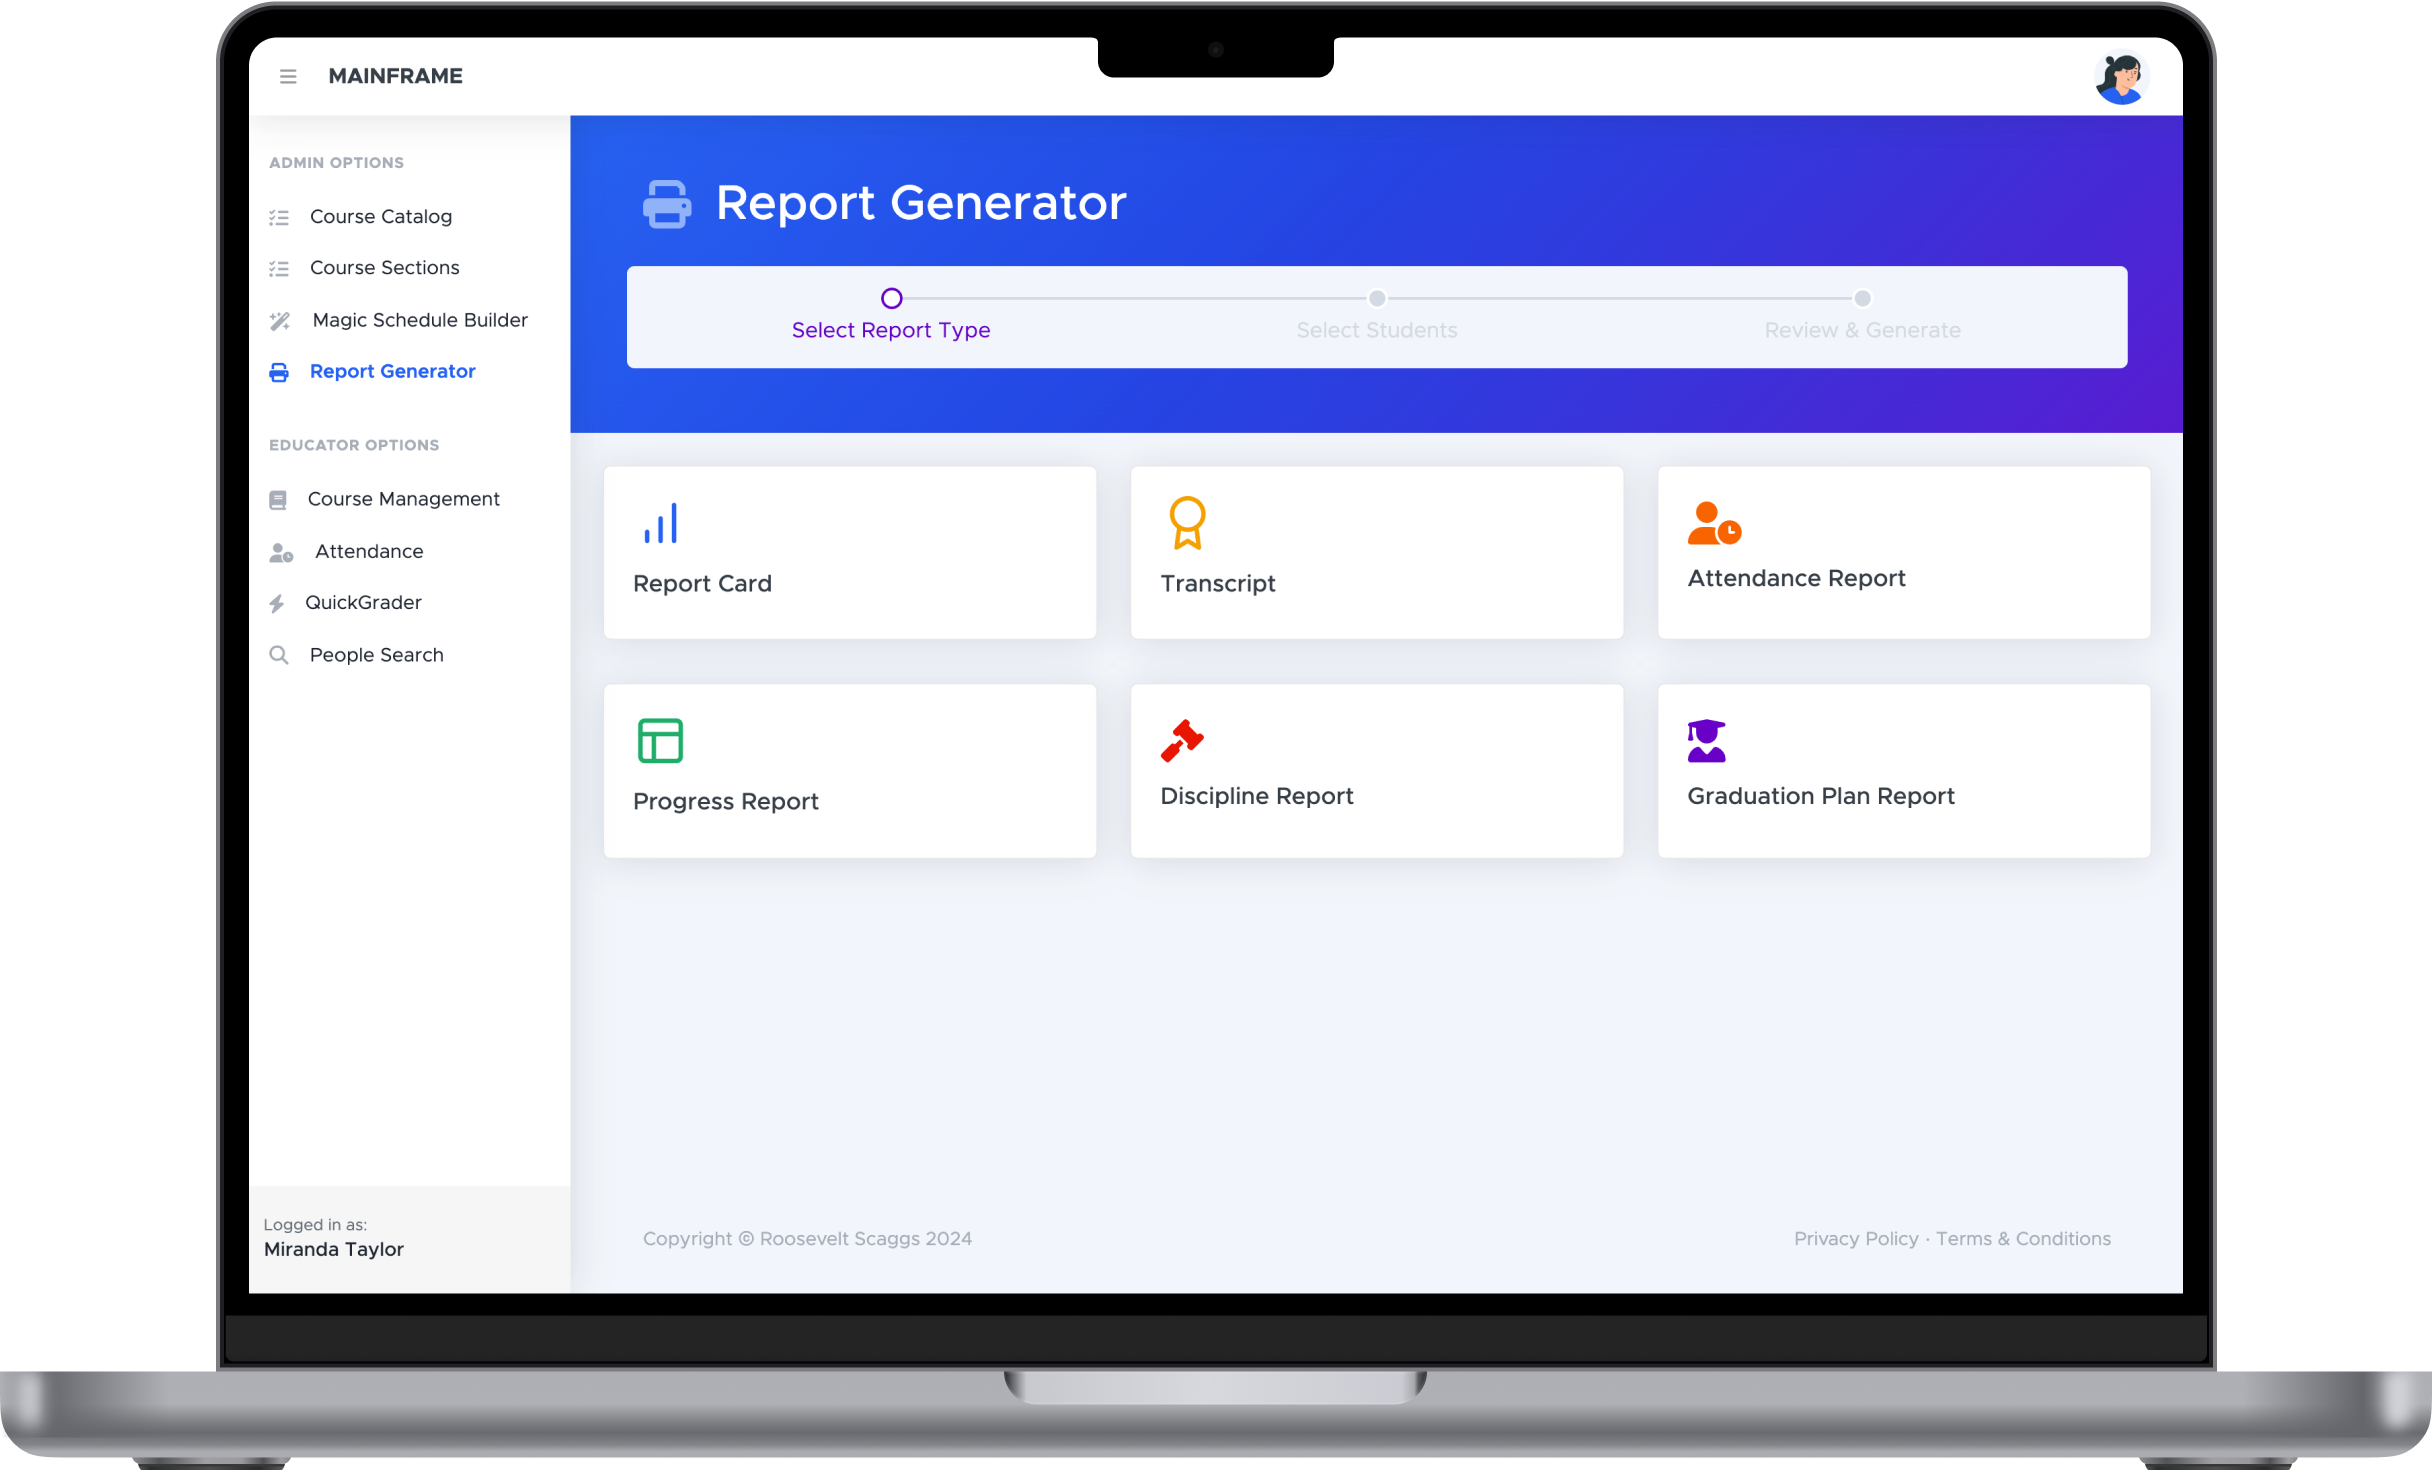 MAINFRAME
ADMIN OPTIONS
Course Catalog
Course Sections
Magic Schedule Builder
Report Generator
EDUCATOR OPTIONS
Course Management
Attendance
QuickGrader
People Search
Logged in as:
Miranda Taylor
Report Generator
Select Report Type
Select Students
Review & Generate
Report Card
Transcript
Attendance Report
Progress Report
Discipline Report
Graduation Plan Report
Copyright © Roosevelt Scaggs 2024
Privacy Policy · Terms & Conditions